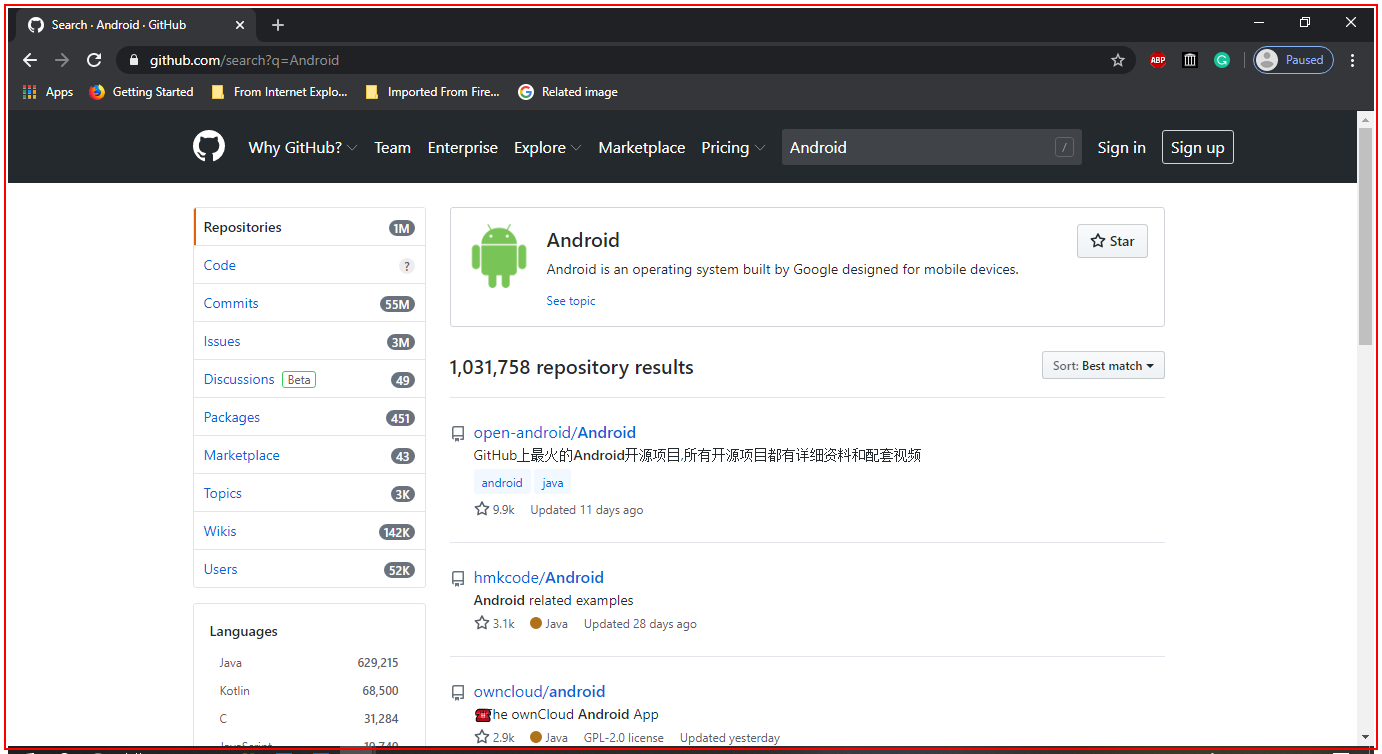 Search · Android · GitHub
github.com/search?q=Android
ABP
G
Paused
Apps Getting Started From Internet Explo... Imported From Fire... Related image
Why GitHub? Team Enterprise Explore Marketplace Pricing Android / Sign in Sign up
Repositories 1M
Code ?
Commits 55M
Issues 3M
Discussions Beta 49
Packages 451
Marketplace 43
Topics 3K
Wikis 142K
Users 52K
Languages
Java 629,215
Kotlin 68,500
C 31,284
JavaScript 19,740
Android
Star
Android is an operating system built by Google designed for mobile devices.
See topic
1,031,758 repository results
Sort: Best match
open-android/Android
GitHub上最火的Android开源项目,所有开源项目都有详细资料和配套视频
android java
9.9k Updated 11 days ago
hmkcode/Android
Android related examples
3.1k Java Updated 28 days ago
owncloud/android
The ownCloud Android App
2.9k Java GPL-2.0 license Updated yesterday